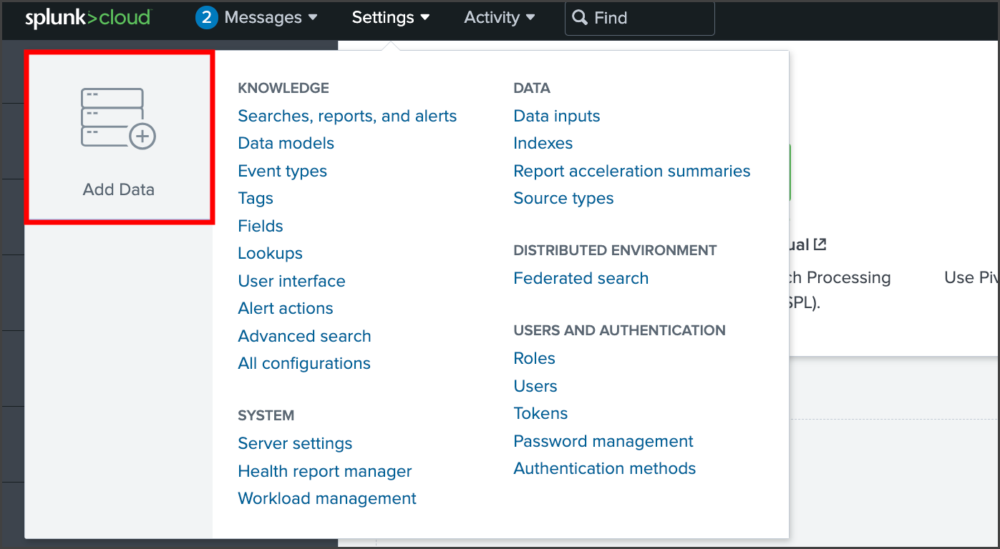 splunk>cloud
2 Messages Settings Activity Find
Add Data
KNOWLEDGE
Searches, reports, and alerts
Data models
Event types
Tags
Fields
Lookups
User interface
Alert actions
Advanced search
All configurations
SYSTEM
Server settings
Health report manager
Workload management
DATA
Data inputs
Indexes
Report acceleration summaries
Source types
DISTRIBUTED ENVIRONMENT
Federated search
USERS AND AUTHENTICATION
Roles
Users
Tokens
Password management
Authentication methods
ual
ch Processing
SPL).
Use Piv